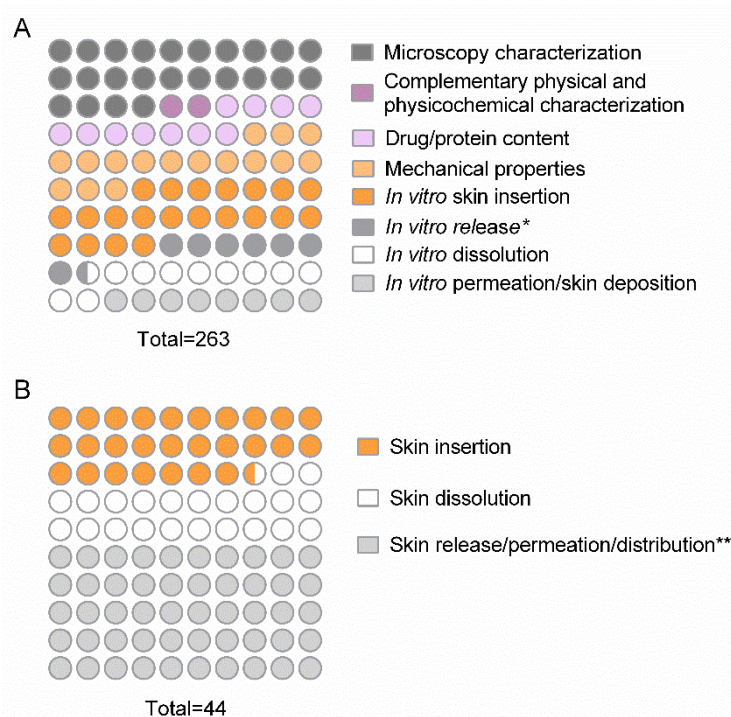 A
Microscopy characterization
Complementary physical and
physicochemical characterization
Drug/protein content
Mechanical properties
In vitro skin insertion
In vitro release*
In vitro dissolution
In vitro permeation/skin deposition
Total=263
B
Skin insertion
Skin dissolution
Skin release/permeation/distribution**
Total=44